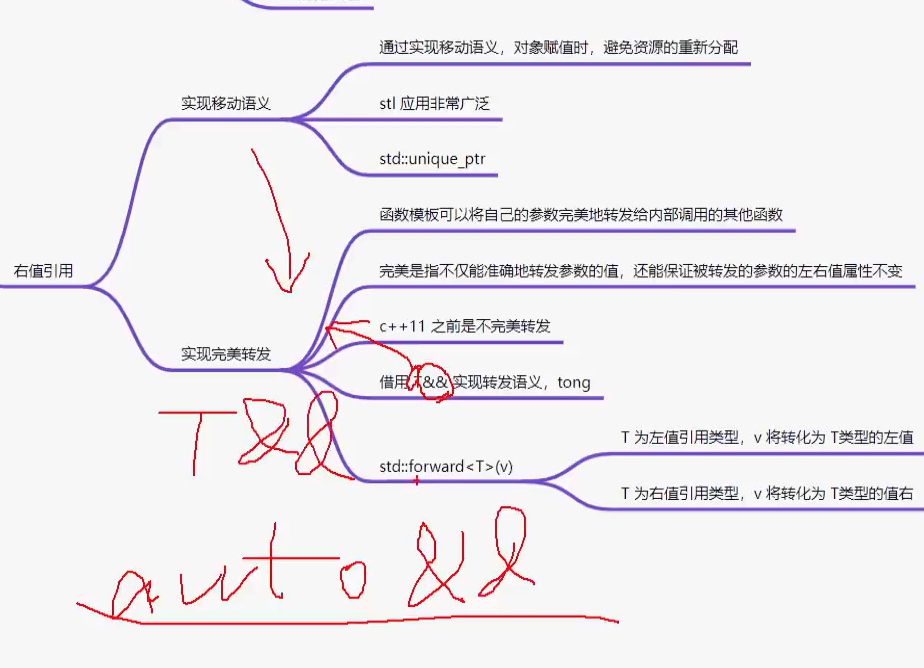 通过实现移动语义，对象赋值时，避免资源的重新分配
实现移动语义
stl 应用非常广泛
std::unique_ptr
函数模板可以将自己的参数完美地转发给内部调用的其他函数
右值引用
完美是指不仅能准确地转发参数的值，还能保证被转发的参数的左右值属性不变
c++11 之前是不完美转发
实现完美转发
借用 T&& 实现转发语义，tong
T&&
T 为左值引用类型，v 将转化为 T类型的左值
std::forward<T>(v)
T 为右值引用类型，v 将转化为 T类型的值右
auto &&